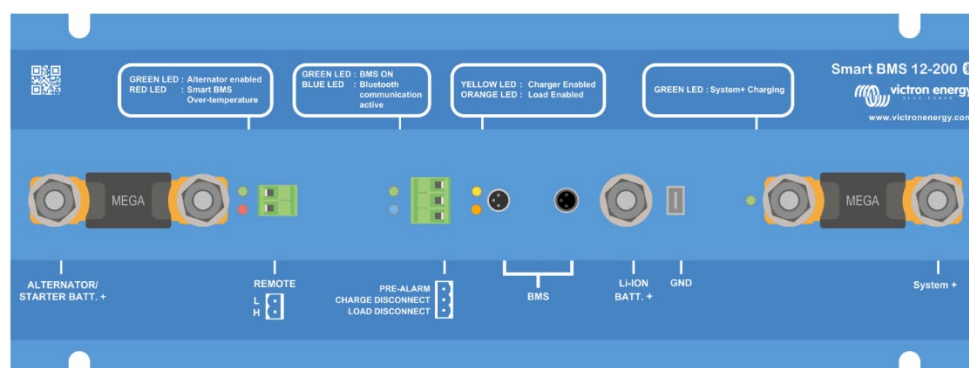 GREEN LED : Alternator enabled
RED LED : Smart BMS
Over-temperature
GREEN LED : BMS ON
BLUE LED : Bluetooth
communication
active
YELLOW LED : Charger Enabled
ORANGE LED : Load Enabled
GREEN LED : System+ Charging
Smart BMS 12-200
victron energy
BLUE POWER
www.victronenergy.com
MEGA
MEGA
ALTERNATOR/
STARTER BATT. +
REMOTE
L
H
PRE-ALARM
CHARGE DISCONNECT
LOAD DISCONNECT
BMS
Li-ION
BATT. +
GND
System +